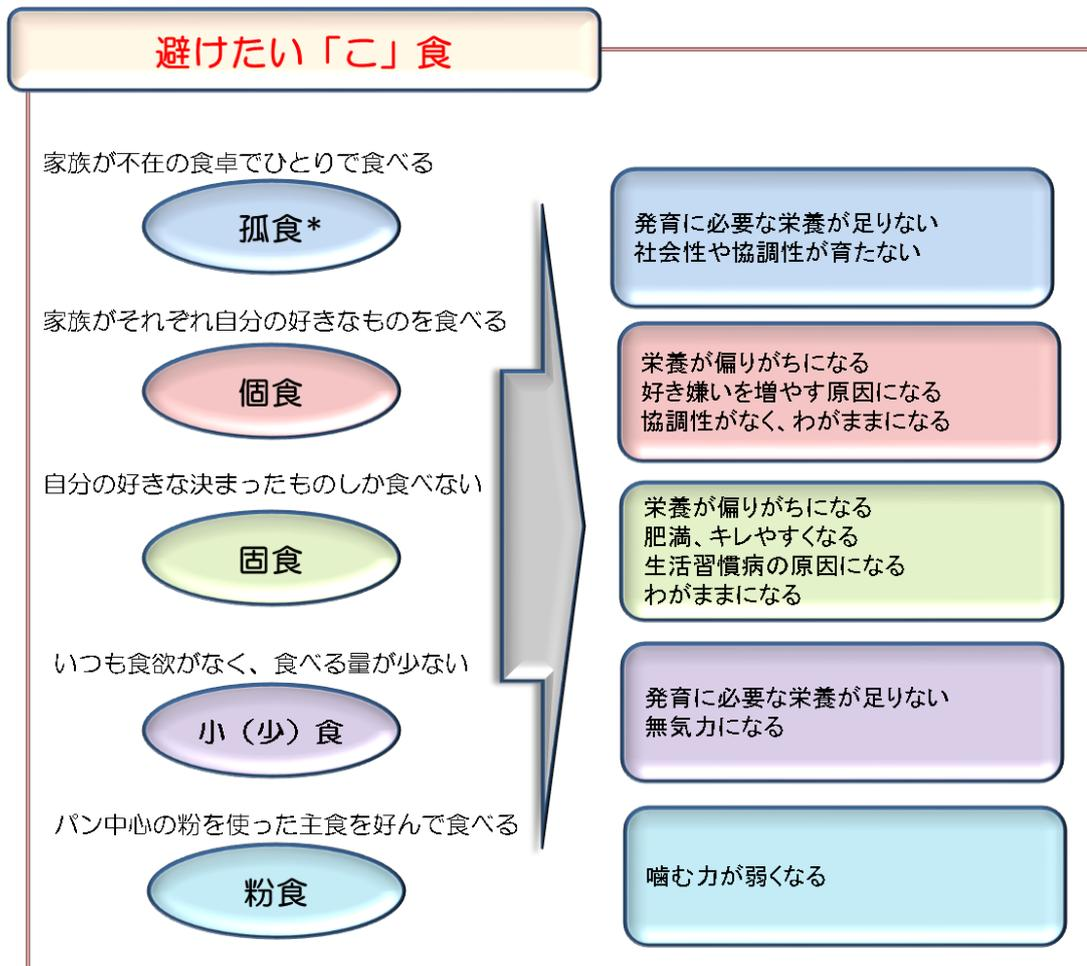 避けたい「こ」食
家族が不在の食卓でひとりで食べる
孤食*
発育に必要な栄養が足りない
社会性や協調性が育たない
家族がそれぞれ自分の好きなものを食べる
個食
栄養が偏りがちになる
好き嫌いを増やす原因になる
協調性がなく、わがままになる
自分の好きな決まったものしか食べない
固食
栄養が偏りがちになる
肥満、キレやすくなる
生活習慣病の原因になる
わがままになる
いつも食欲がなく、食べる量が少ない
小（少）食
発育に必要な栄養が足りない
無気力になる
パン中心の粉を使った主食を好んで食べる
粉食
噛む力が弱くなる